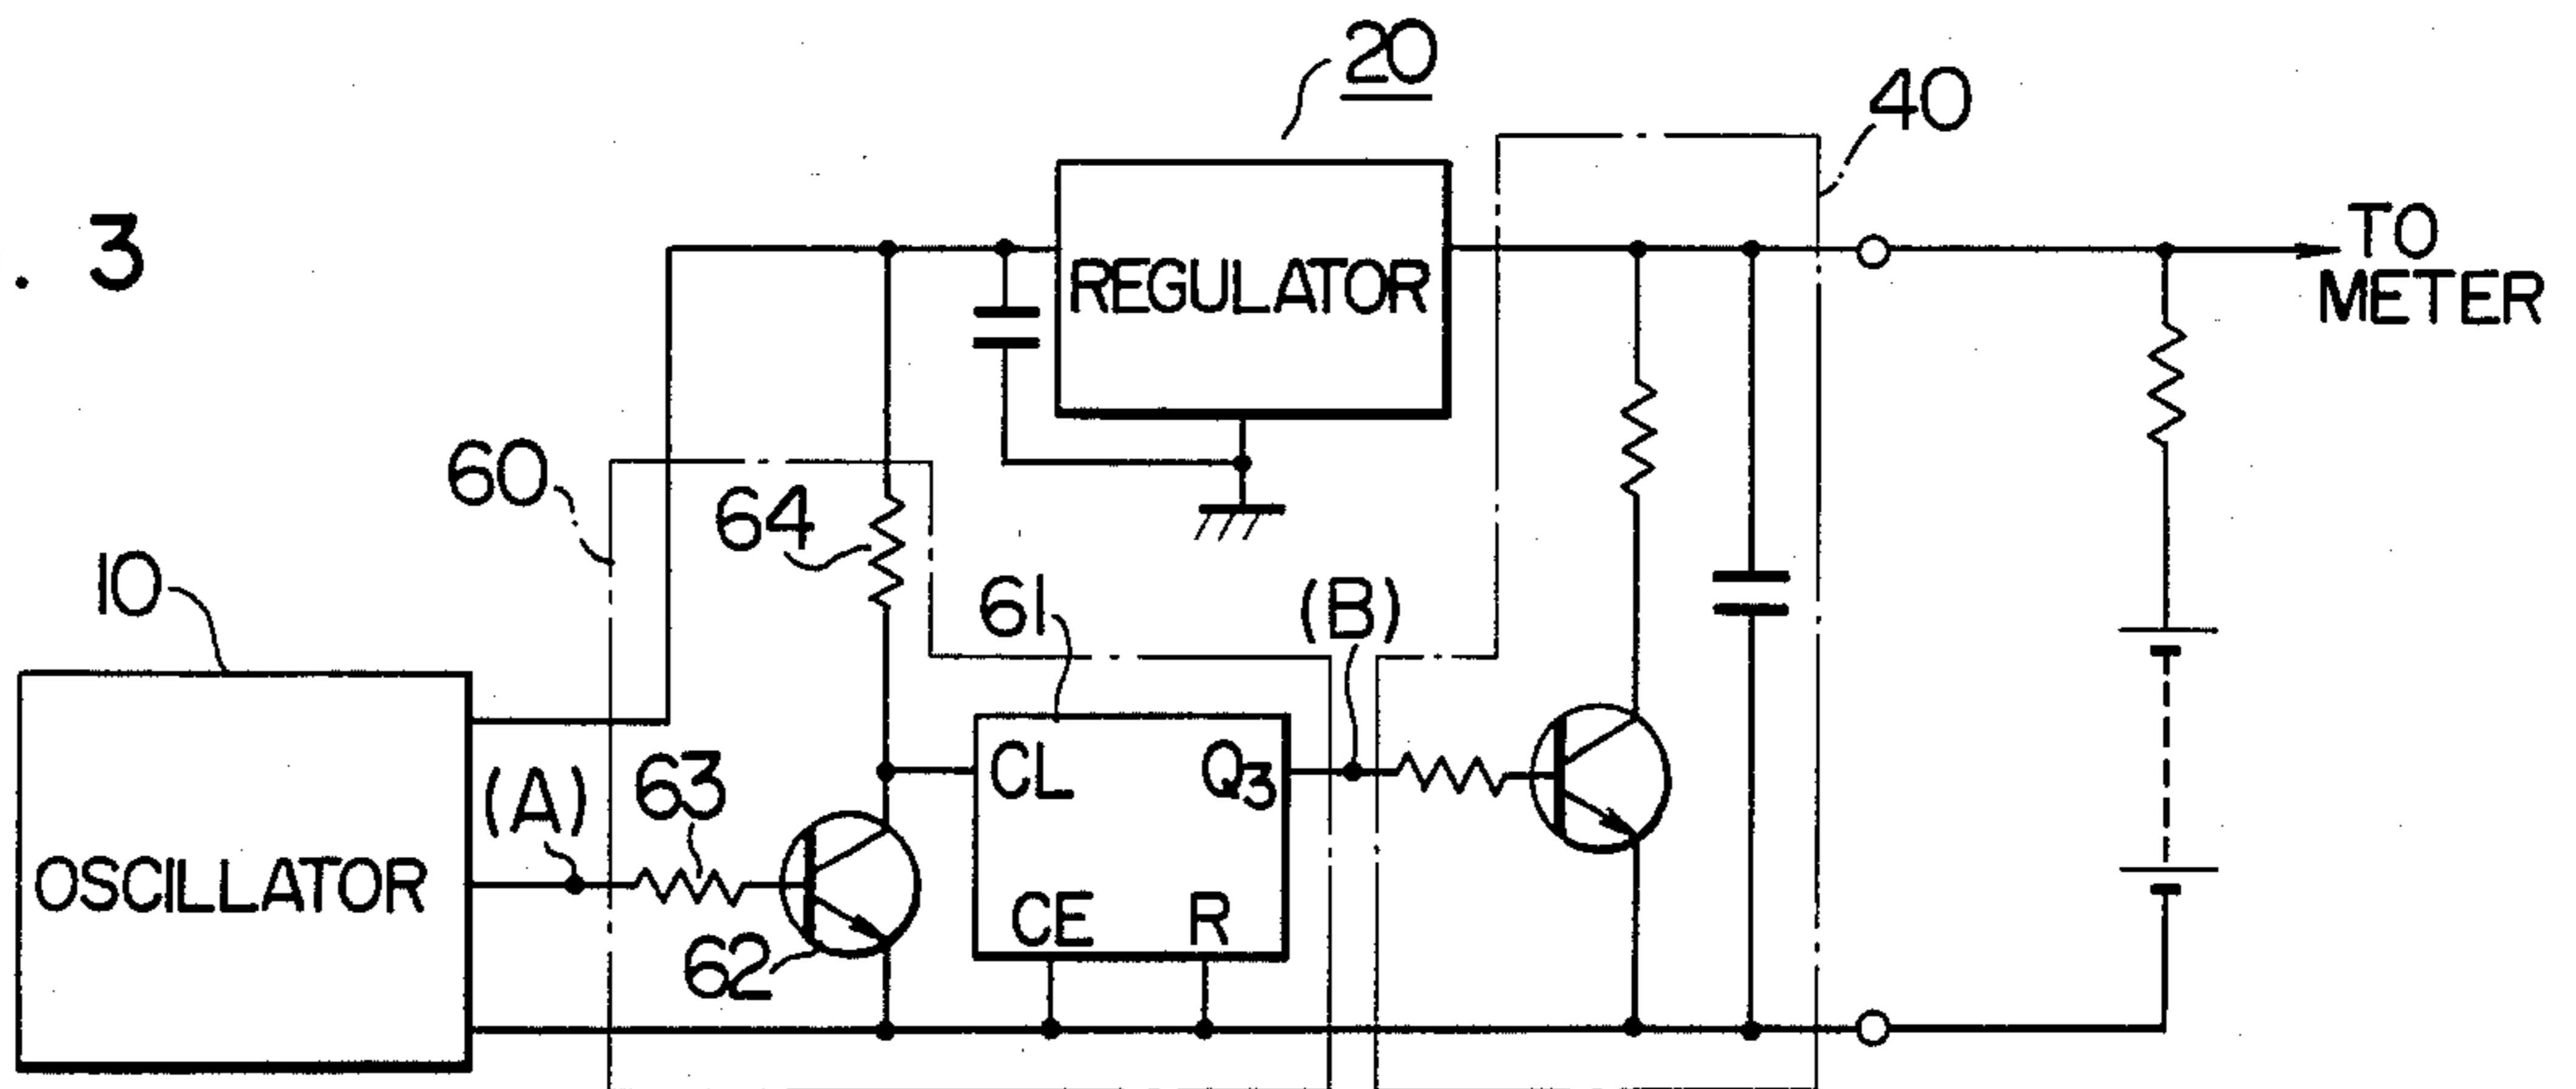 . 3
20
40
TO
METER
REGULATOR
60
64
10
61
(B)
CL
Q3
(A)
63
OSCILLATOR
CE
R
62